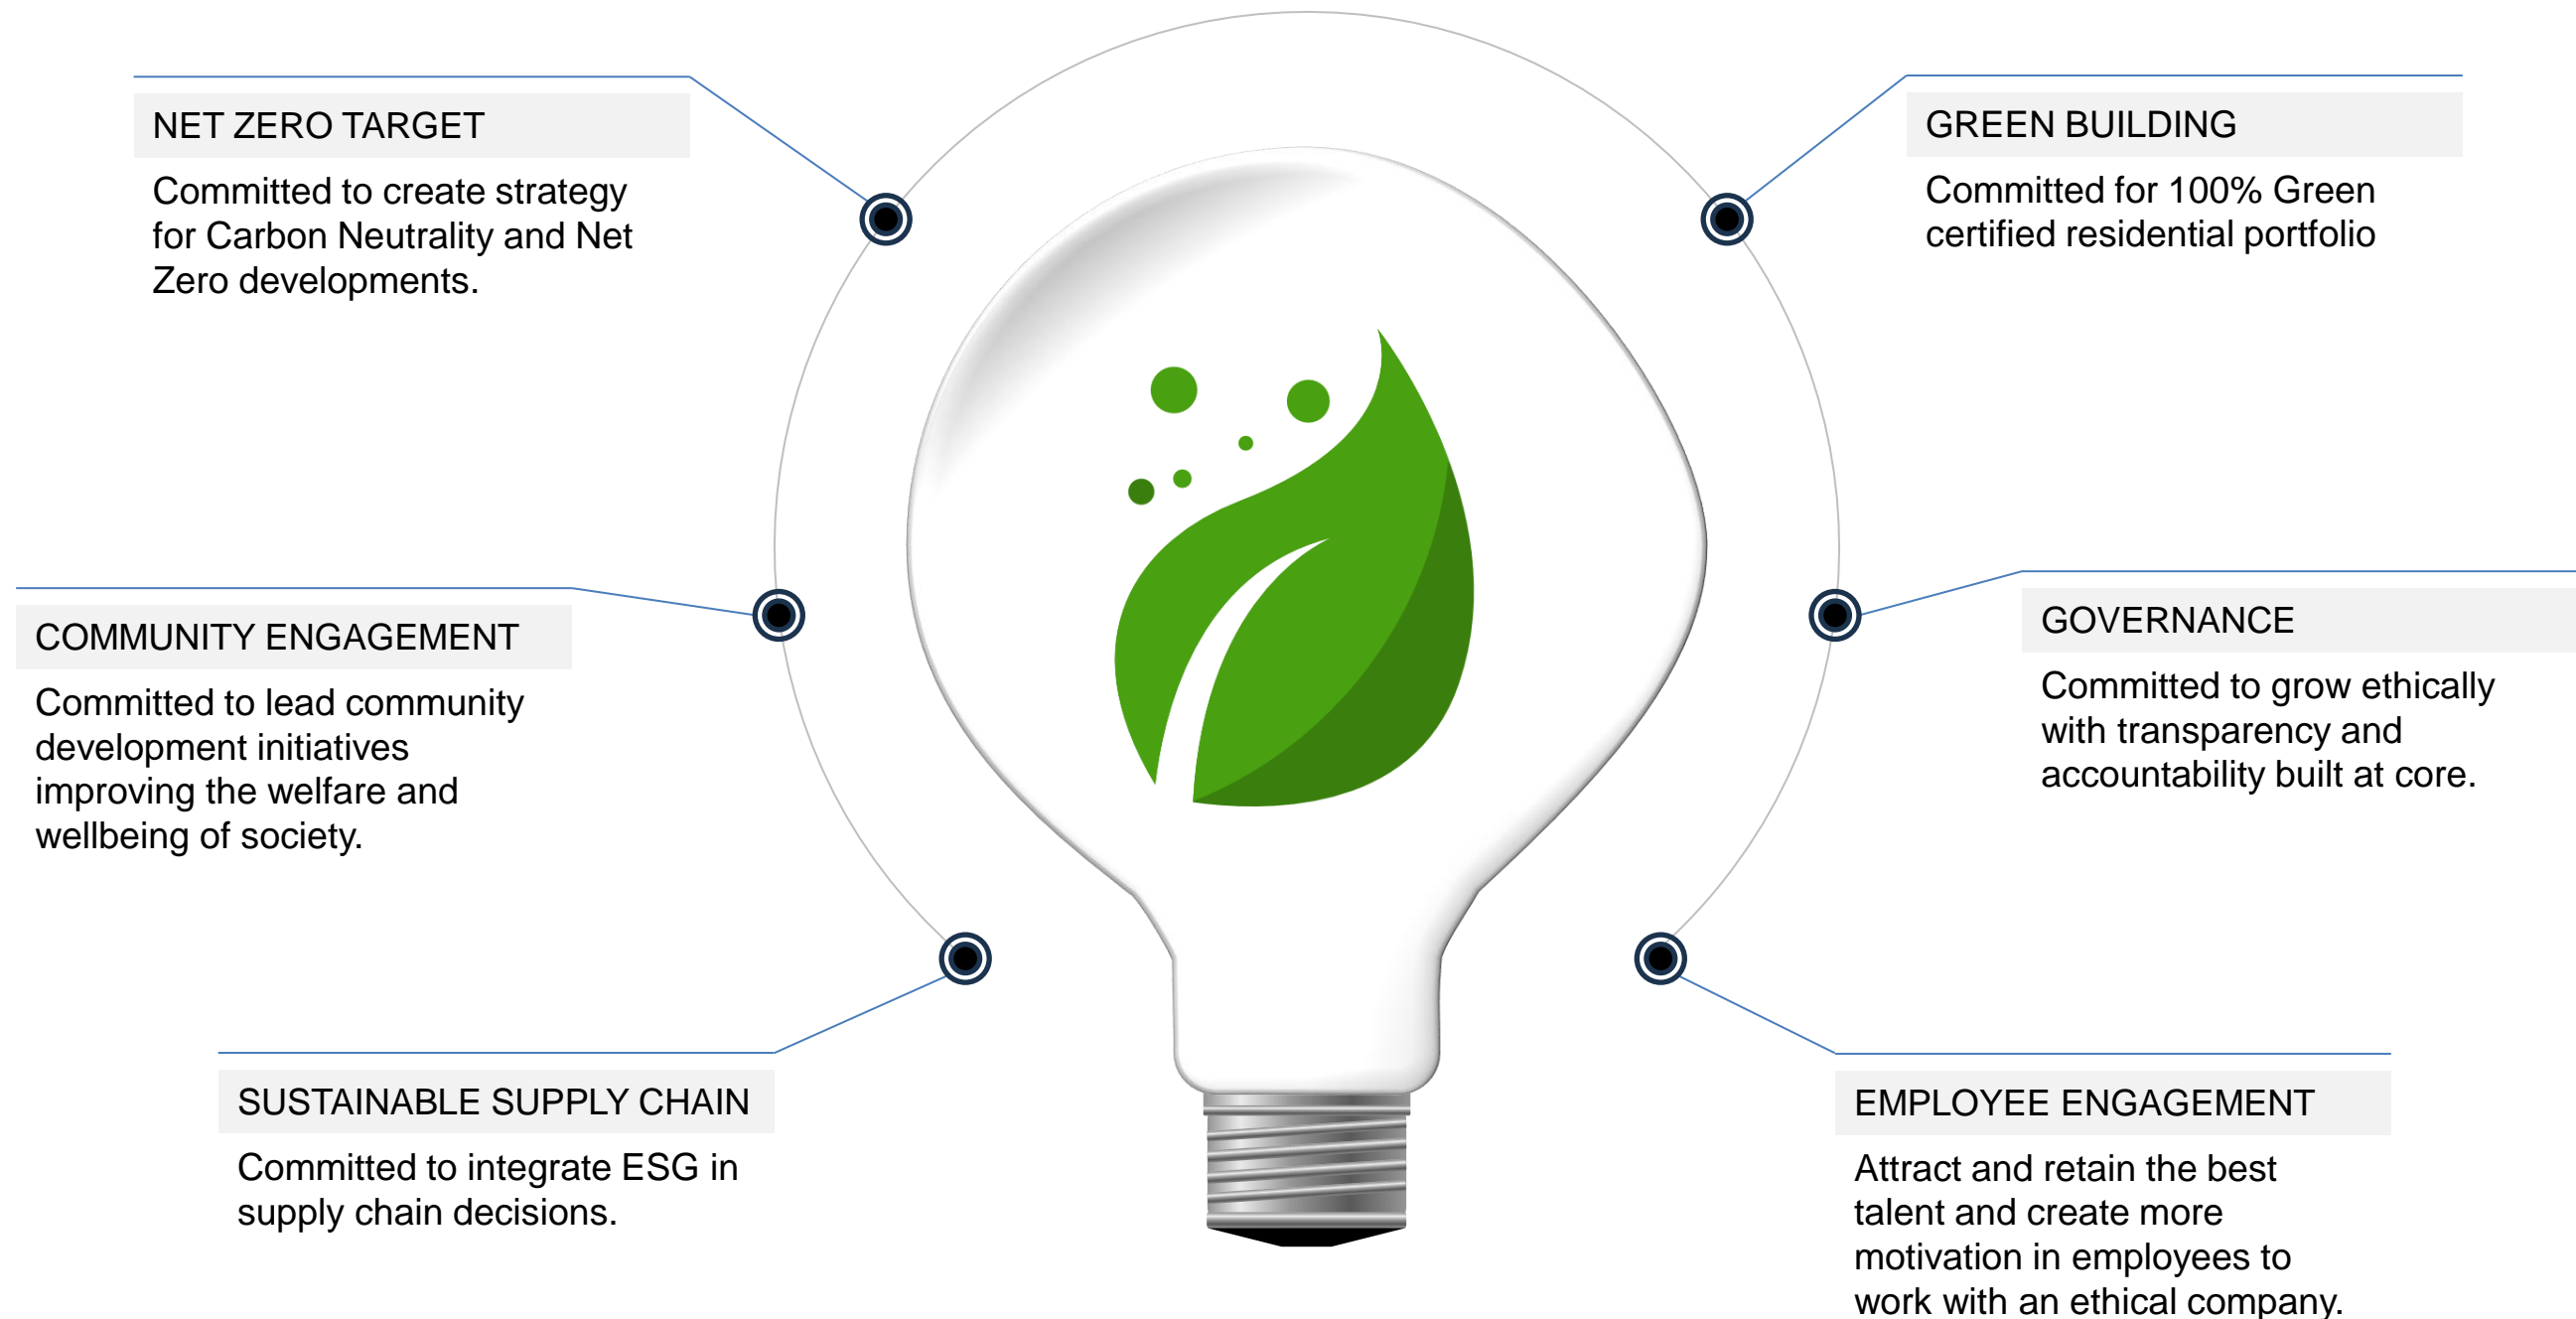 NET ZERO TARGET
Committed to create strategy
for Carbon Neutrality and Net
Zero developments.
GREEN BUILDING
Committed for 100% Green
certified residential portfolio
COMMUNITY ENGAGEMENT
Committed to lead community
development initiatives
improving the welfare and
wellbeing of society.
GOVERNANCE
Committed to grow ethically
with transparency and
accountability built at core.
SUSTAINABLE SUPPLY CHAIN
Committed to integrate ESG in
supply chain decisions.
EMPLOYEE ENGAGEMENT
Attract and retain the best
talent and create more
motivation in employees to
work with an ethical company.